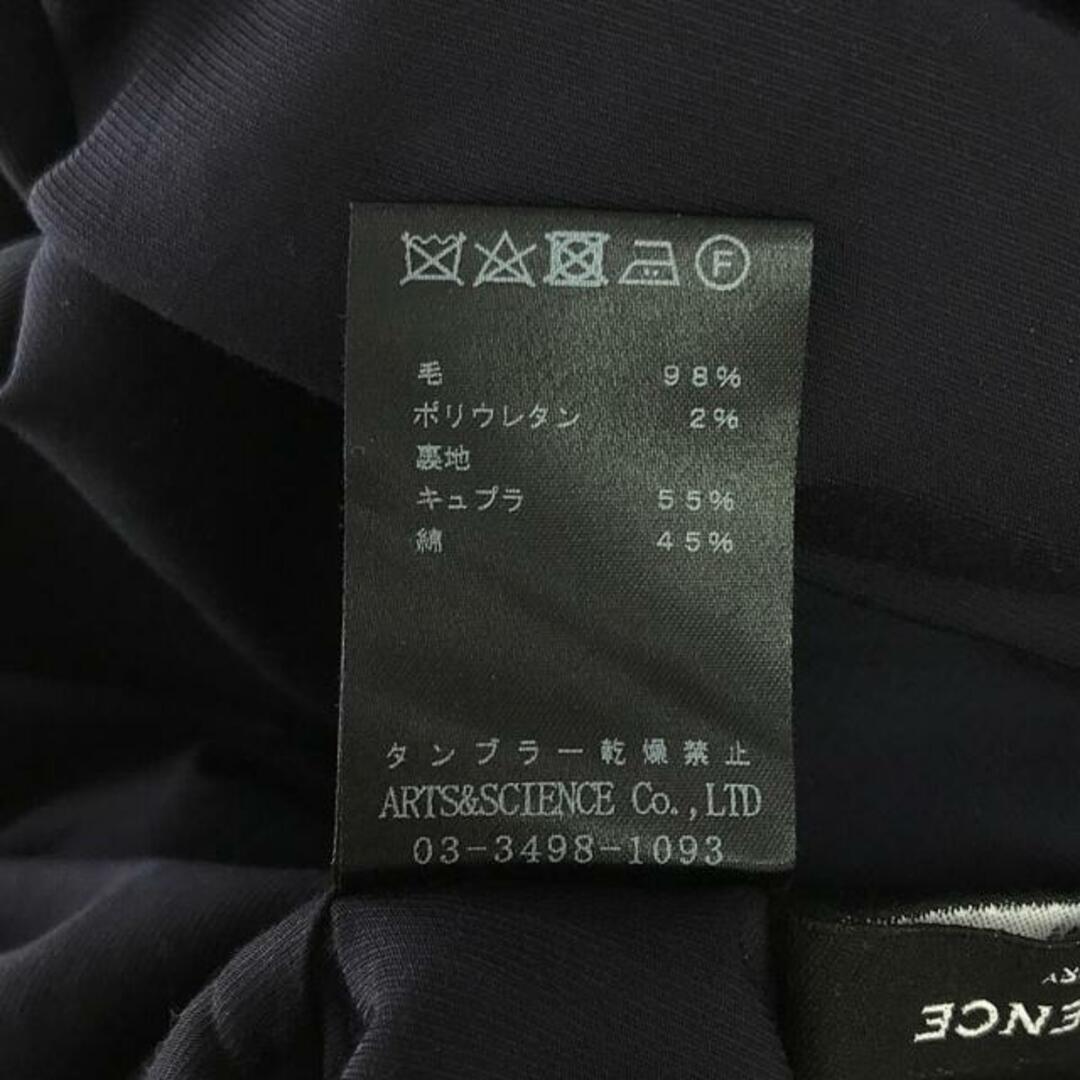 F
毛 98%
ポリウレタン 2%
裏地
キュプラ 55%
綿 45%
タンブラー乾燥禁止
ARTS&SCIENCE Co.,LTD
03-3498-1093
ENCE